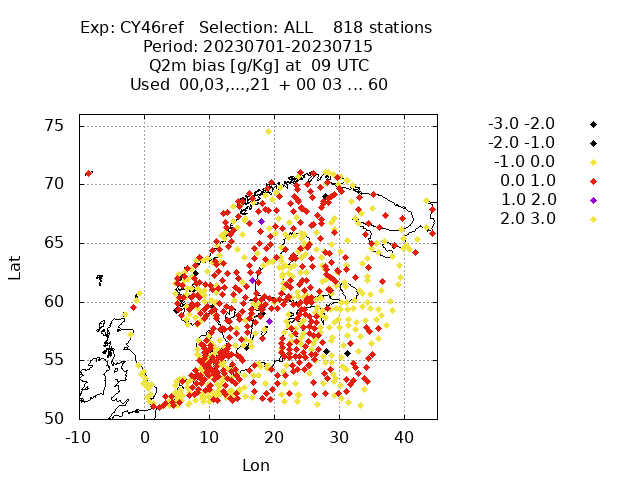 Exp: CY46ref Selection: ALL 818 stations
Period: 20230701-20230715
Q2m bias [g/Kg] at 09 UTC
Used 00,03,...,21 + 00 03 ... 60
-3.0 -2.0
-2.0 -1.0
-1.0 0.0
0.0 1.0
1.0 2.0
2.0 3.0
75
70
65
60
55
50
Lat
-10 0 10 20 30 40
Lon